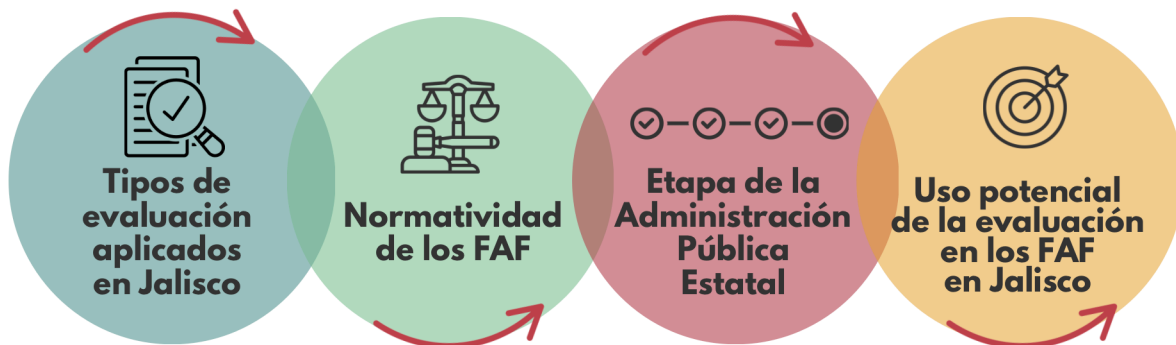 Tipos de
evaluación
aplicados
en Jalisco
Normatividad
de los FAF
Etapa de la
Administración
Pública
Estatal
Uso potencial
de la evaluación
en los FAF
en Jalisco